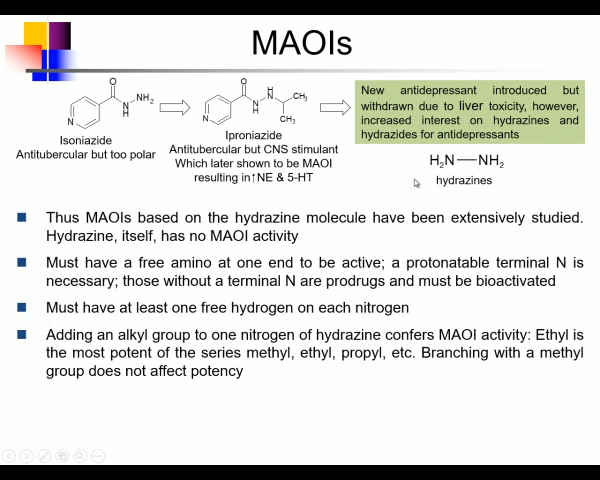 MAOIs
O
NH2
N
H
N
Isoniazide
Antitubercular but too polar
O
H
N
CH3
N
H
CH3
N
Iproniazide
Antitubercular but CNS stimulant
Which later shown to be MAOI
resulting in↑NE & 5-HT
New antidepressant introduced but
withdrawn due to liver toxicity, however,
increased interest on hydrazines and
hydrazides for antidepressants
H2N—NH2
hydrazines
Thus MAOIs based on the hydrazine molecule have been extensively studied.
Hydrazine, itself, has no MAOI activity
Must have a free amino at one end to be active; a protonatable terminal N is
necessary; those without a terminal N are prodrugs and must be bioactivated
Must have at least one free hydrogen on each nitrogen
Adding an alkyl group to one nitrogen of hydrazine confers MAOI activity: Ethyl is
the most potent of the series methyl, ethyl, propyl, etc. Branching with a methyl
group does not affect potency